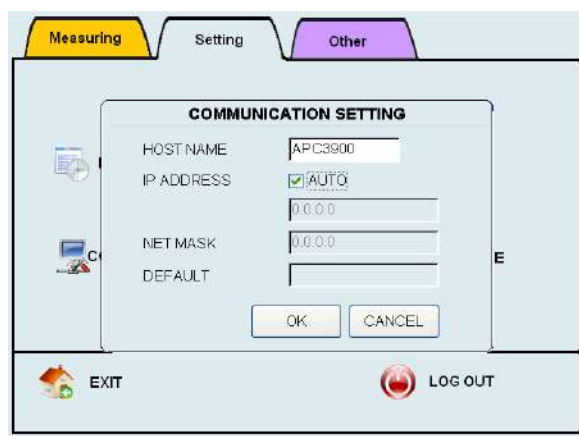 Measuring Setting Other
COMMUNICATION SETTING
HOST NAME APC3900
IP ADDRESS AUTO
0.0.0.0
NET MASK 0.0.0.0
DEFAULT
OK CANCEL
EXIT LOG OUT